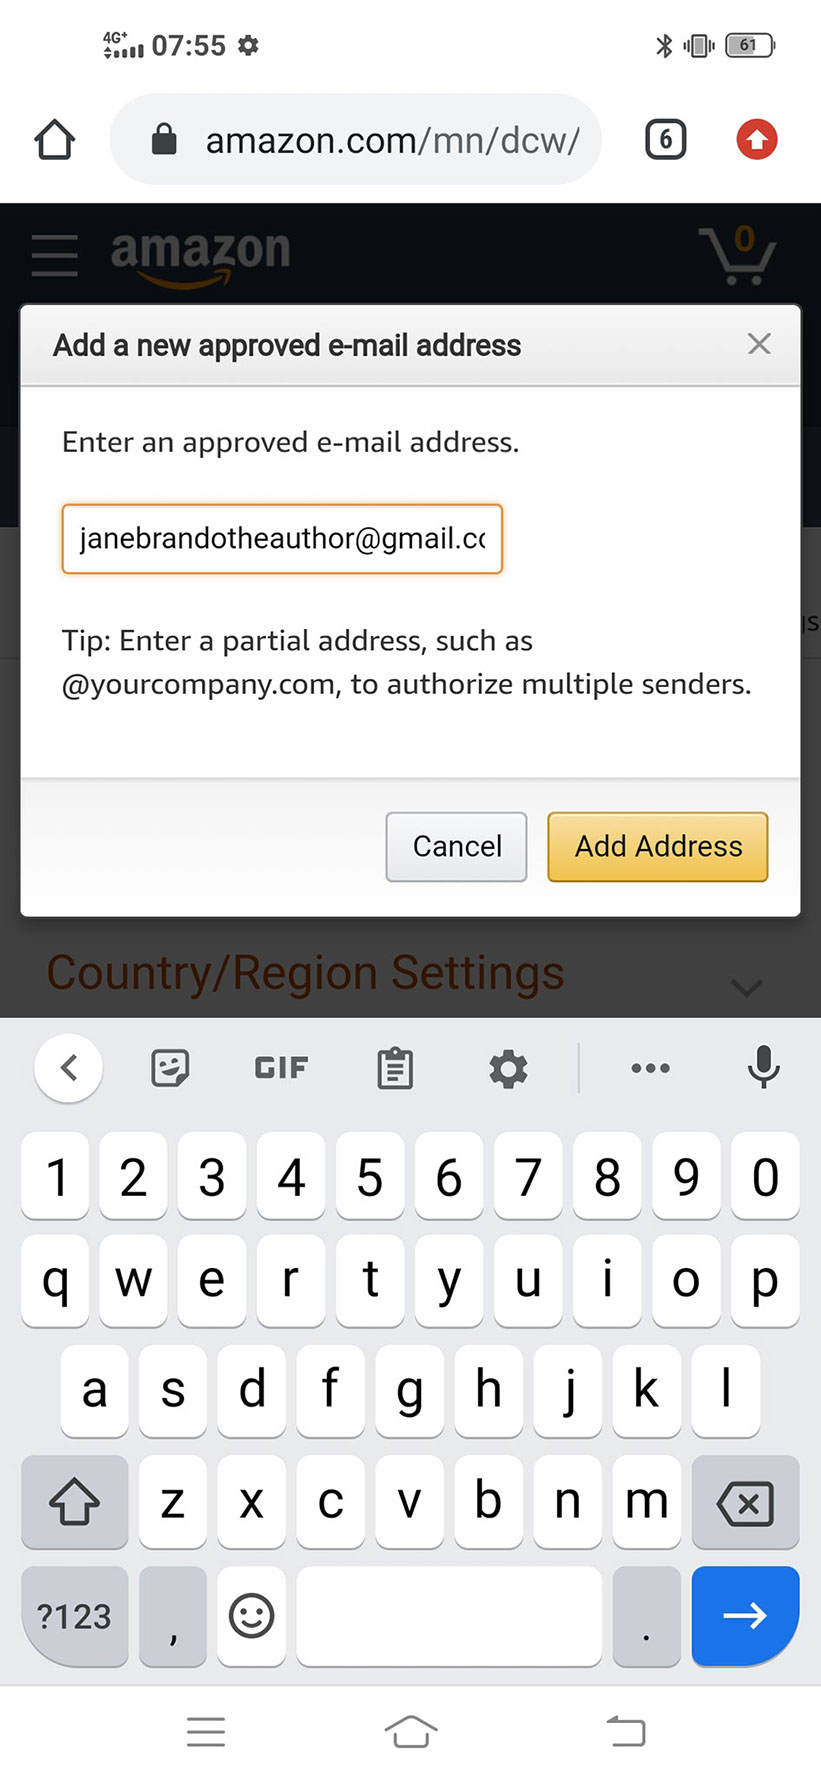 4G+ 07:55 61
amazon.com/mn/dcw/ 6
amazon 0
Add a new approved e-mail address
Enter an approved e-mail address.
janebrandotheauthor@gmail.co
Tip: Enter a partial address, such as
@yourcompany.com, to authorize multiple senders.
Cancel Add Address
Country/Region Settings
GIF
1 2 3 4 5 6 7 8 9 0
q w e r t y u i o p
a s d f g h j k l
z x c v b n m
?123 , .